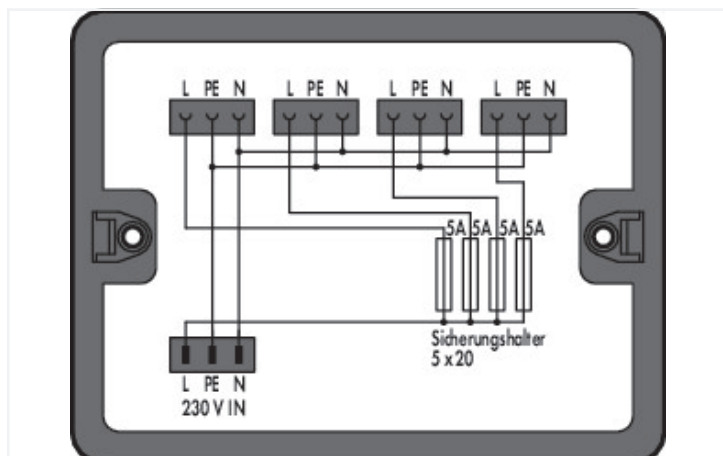 L PE N L PE N L PE N L PE N
5A 5A 5A 5A
Sicherungshalter
5 x 20
L PE N
230 V IN